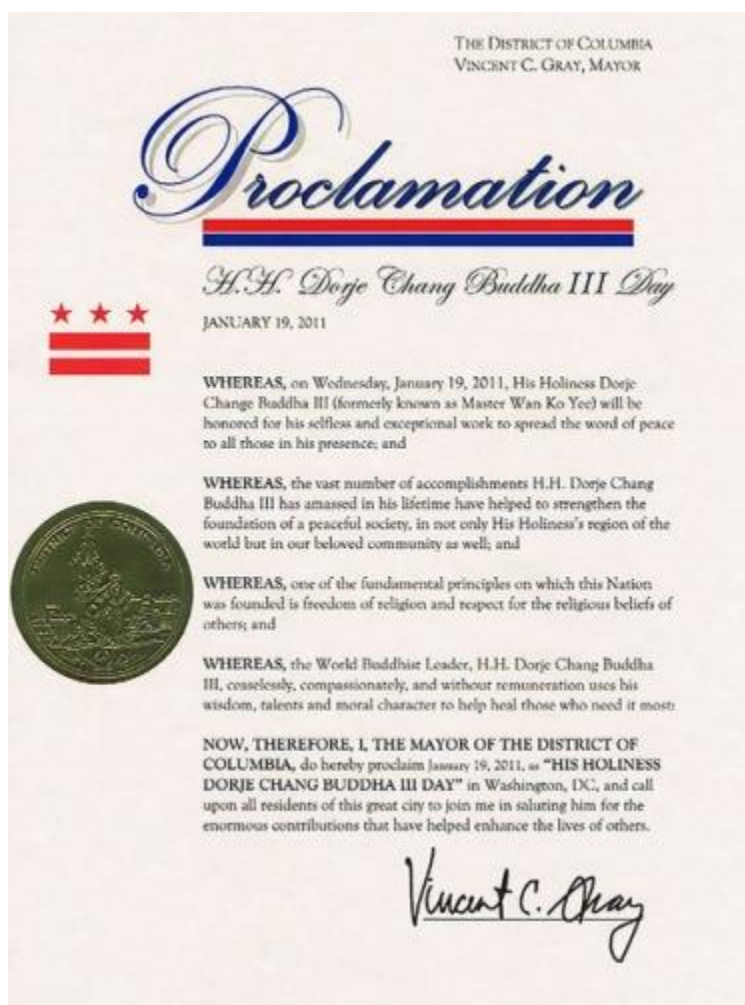 THE DISTRICT OF COLUMBIA
VINCENT C. GRAY, MAYOR
Proclamation
H.H. Dorje Chang Buddha III Day
JANUARY 19, 2011
WHEREAS, on Wednesday, January 19, 2011, His Holiness Dorje
Change Buddha III (formerly known as Master Wan Ko Yee) will be
honored for his selfless and exceptional work to spread the word of peace
to all those in his presence; and
WHEREAS, the vast number of accomplishments H.H. Dorje Chang
Buddha III has amassed in his lifetime have helped to strengthen the
foundation of a peaceful society, in not only His Holiness's region of the
world but in our beloved community as well; and
WHEREAS, one of the fundamental principles on which this Nation
was founded is freedom of religion and respect for the religious beliefs of
others; and
WHEREAS, the World Buddhist Leader, H.H. Dorje Chang Buddha
III, ceaselessly, compassionately, and without remuneration uses his
wisdom, talents and moral character to help heal those who need it most:
NOW, THEREFORE, I, THE MAYOR OF THE DISTRICT OF
COLUMBIA, do hereby proclaim January 19, 2011, as "HIS HOLINESS
DORJE CHANG BUDDHA III DAY" in Washington, DC, and call
upon all residents of this great city to join me in saluting him for the
enormous contributions that have helped enhance the lives of others.
Vincent C. Gray
DISTRICT OF COLUMBIA